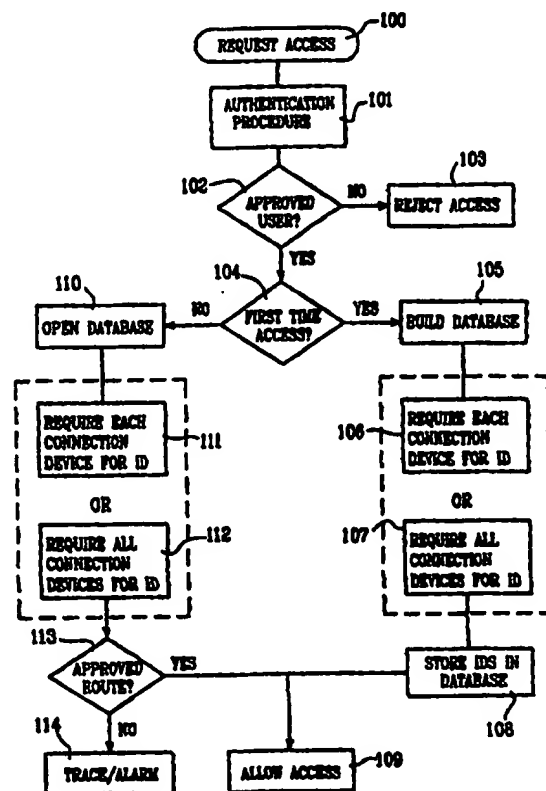 100
REQUEST ACCESS
AUTHENTICATION
PROCEDURE
101
102
APPROVED
USER?
NO
103
REJECT ACCESS
YES
104
FIRST TIME
ACCESS?
NO
YES
110
OPEN DATABASE
105
BUILD DATABASE
REQUIRE EACH
CONNECTION
DEVICE FOR ID
111
OR
REQUIRE ALL
CONNECTION
DEVICES FOR ID
112
106
REQUIRE EACH
CONNECTION
DEVICE FOR ID
OR
107
REQUIRE ALL
CONNECTION
DEVICES FOR ID
113
APPROVED
ROUTE?
YES
NO
STORE IDS IN
DATABASE
108
114
TRACE/ALARM
ALLOW ACCESS
109